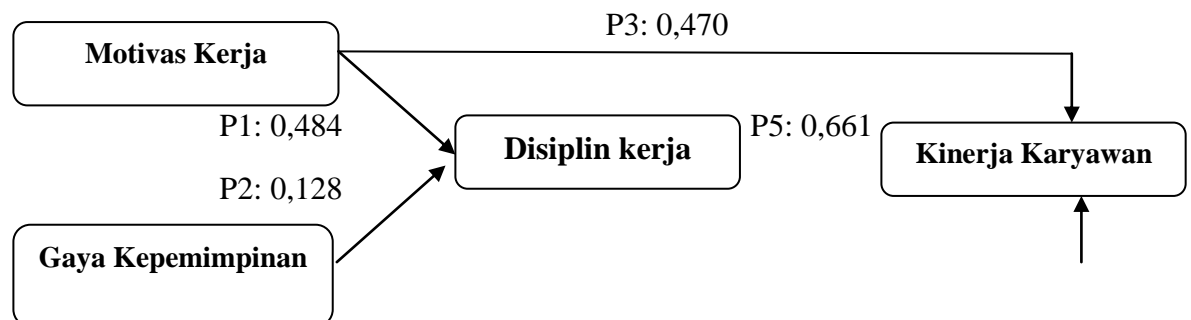 P3: 0,470
Motivas Kerja
P1: 0,484
Disiplin kerja
P5: 0,661
Kinerja Karyawan
P2: 0,128
Gaya Kepemimpinan